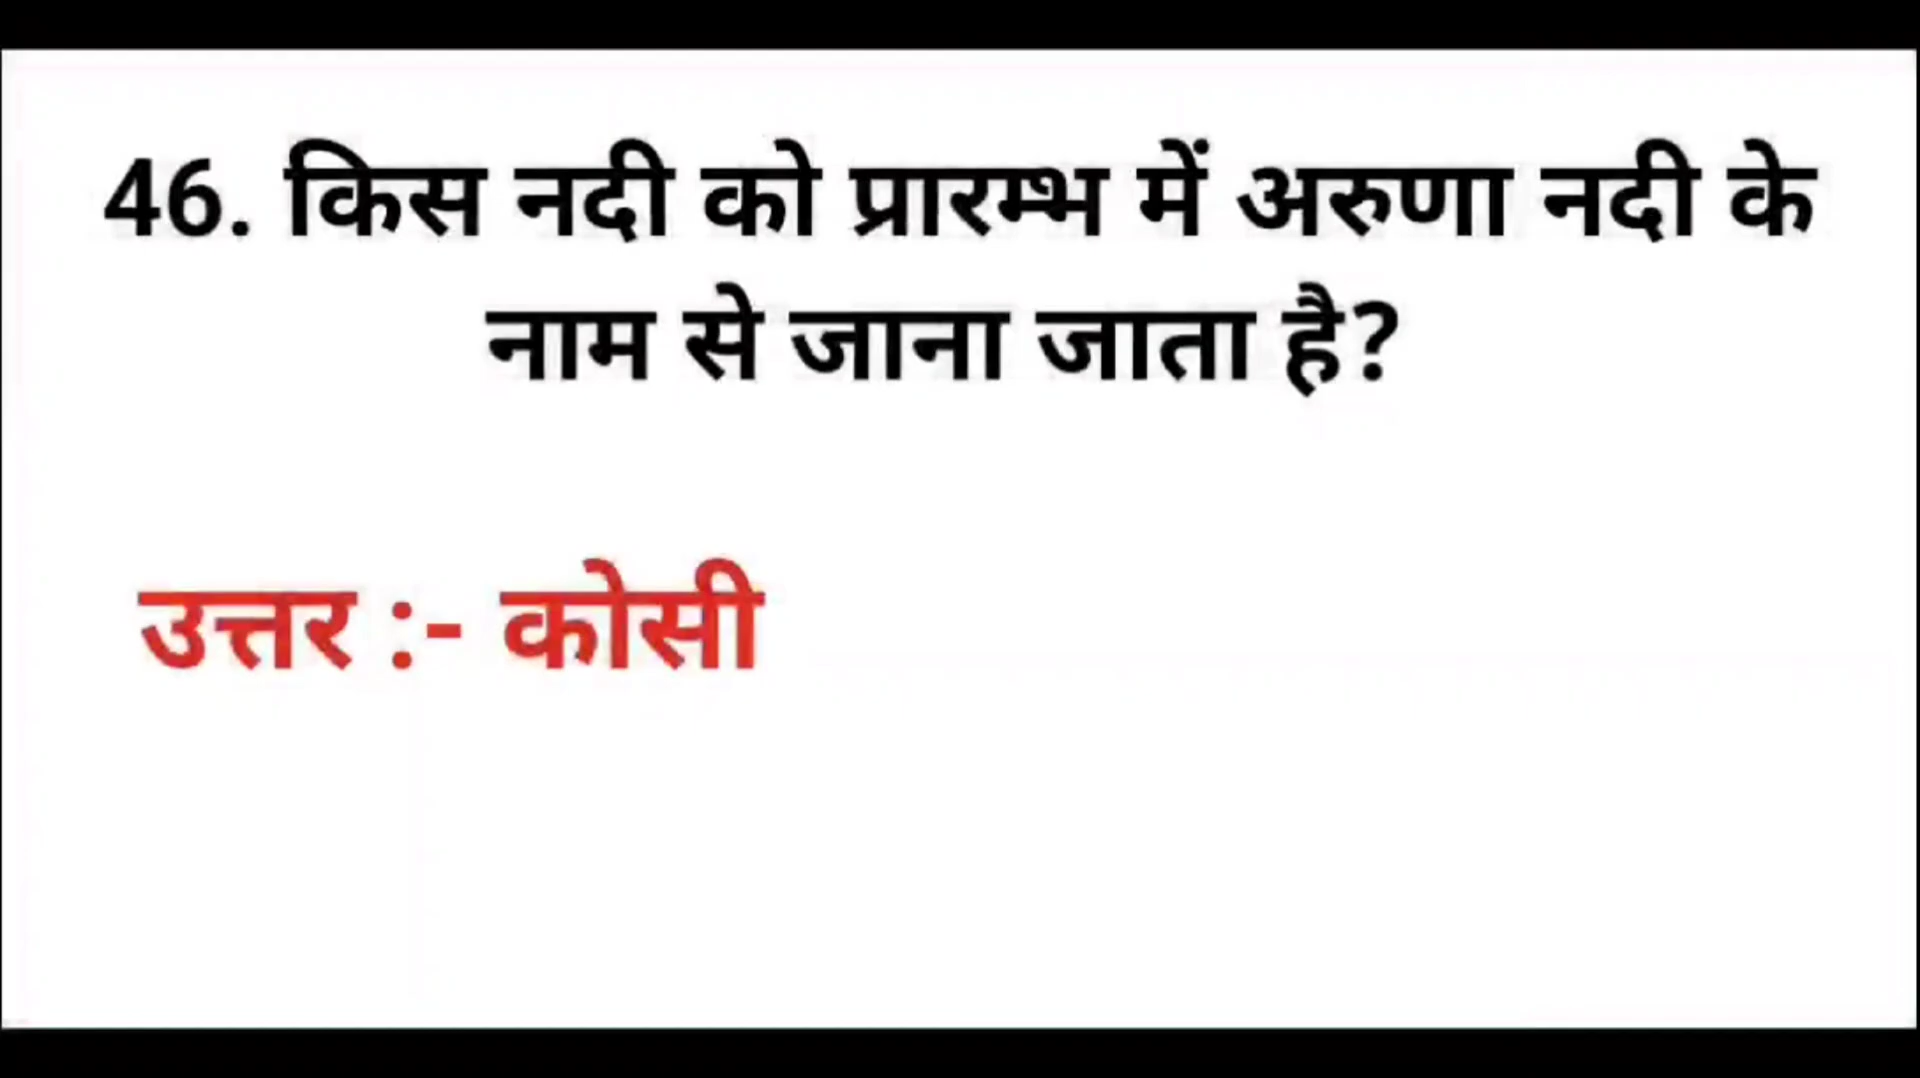 46. किस नदी को प्रारम्भ में अरुणा नदी के
नाम से जाना जाता है?
उत्तर :- कोसी